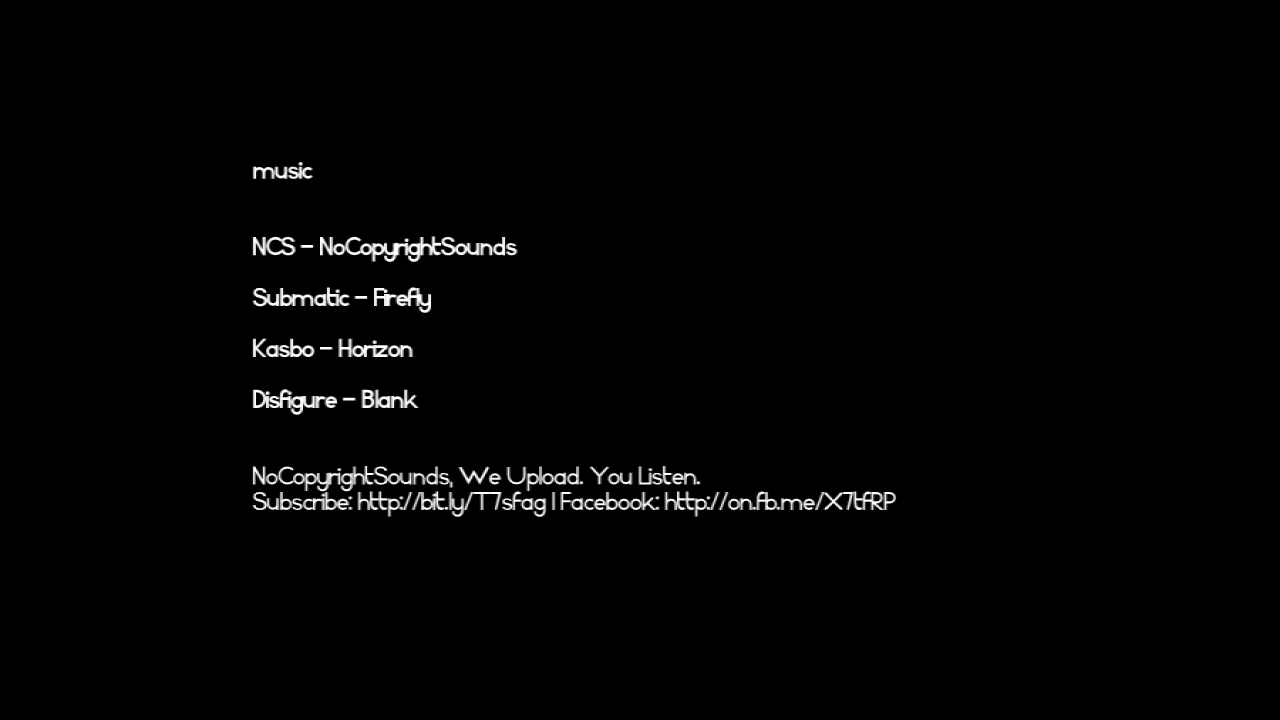 music
NCS - NoCopyrightSounds
Submatic - Firefly
Kasbo - Horizon
Disfigure - Blank
NoCopyrightSounds, We Upload. You Listen.
Subscribe: http://bit.ly/T7sfag | Facebook: http://on.fb.me/X7tfRP